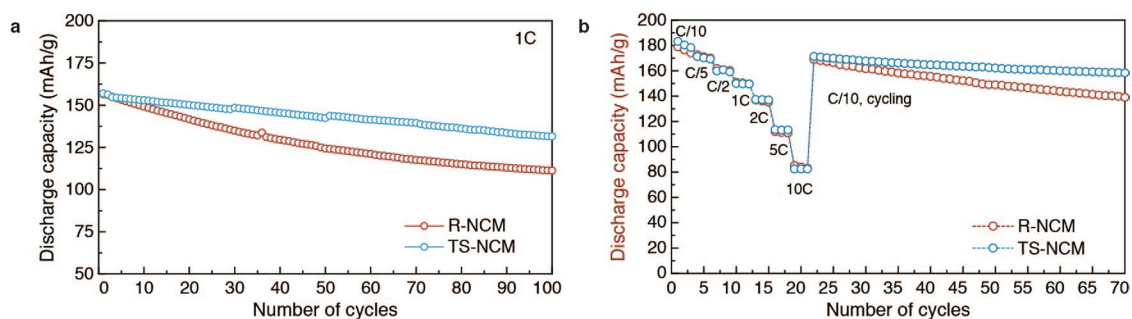 a
1C
Discharge capacity (mAh/g)
200
175
150
125
100
75
50
0 10 20 30 40 50 60 70 80 90 100
Number of cycles
R-NCM
TS-NCM
b
Discharge capacity (mAh/g)
200
180
160
140
120
100
80
60
40
20
0
0 5 10 15 20 25 30 35 40 45 50 55 60 65 70
Number of cycles
C/10
C/5
C/2
1C
2C
5C
10C
C/10, cycling
R-NCM
TS-NCM